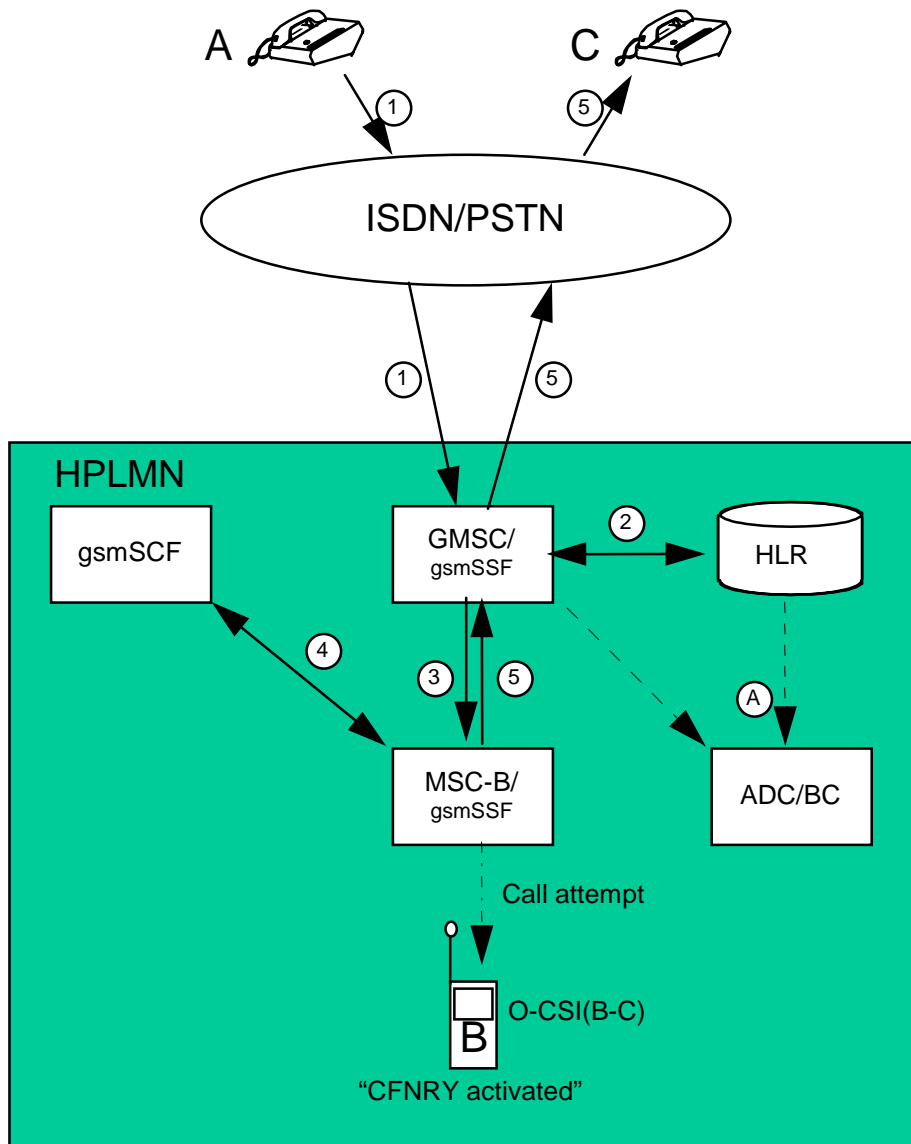 A
C
1
5
ISDN/PSTN
1
5
HPLMN
gsmSCF
GMSC/
gsmSSF
2
HLR
4
3
5
A
MSC-B/
gsmSSF
ADC/BC
Call attempt
O-CSI(B-C)
B
“CFNRY activated”